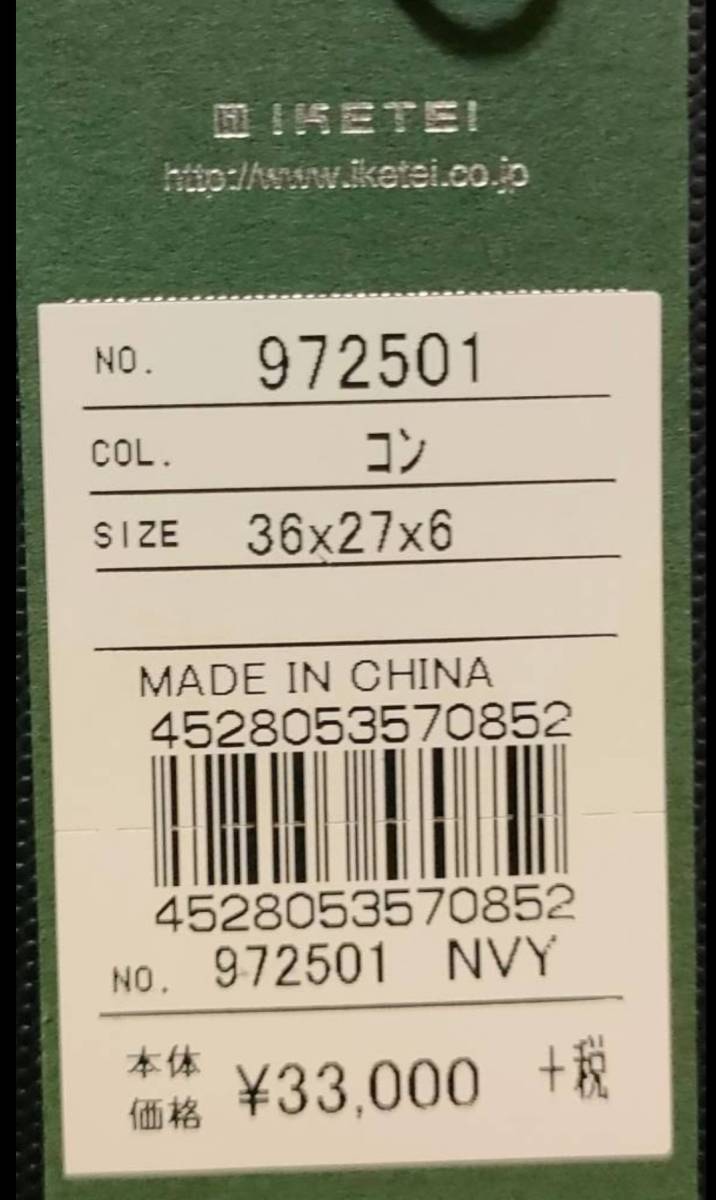 IKETEI
http://www.iketei.co.jp
NO. 972501
COL. コン
SIZE 36x27x6
MADE IN CHINA
4528053570852
4528053570852
NO. 972501 NVY
本体価格 ¥33,000 +税